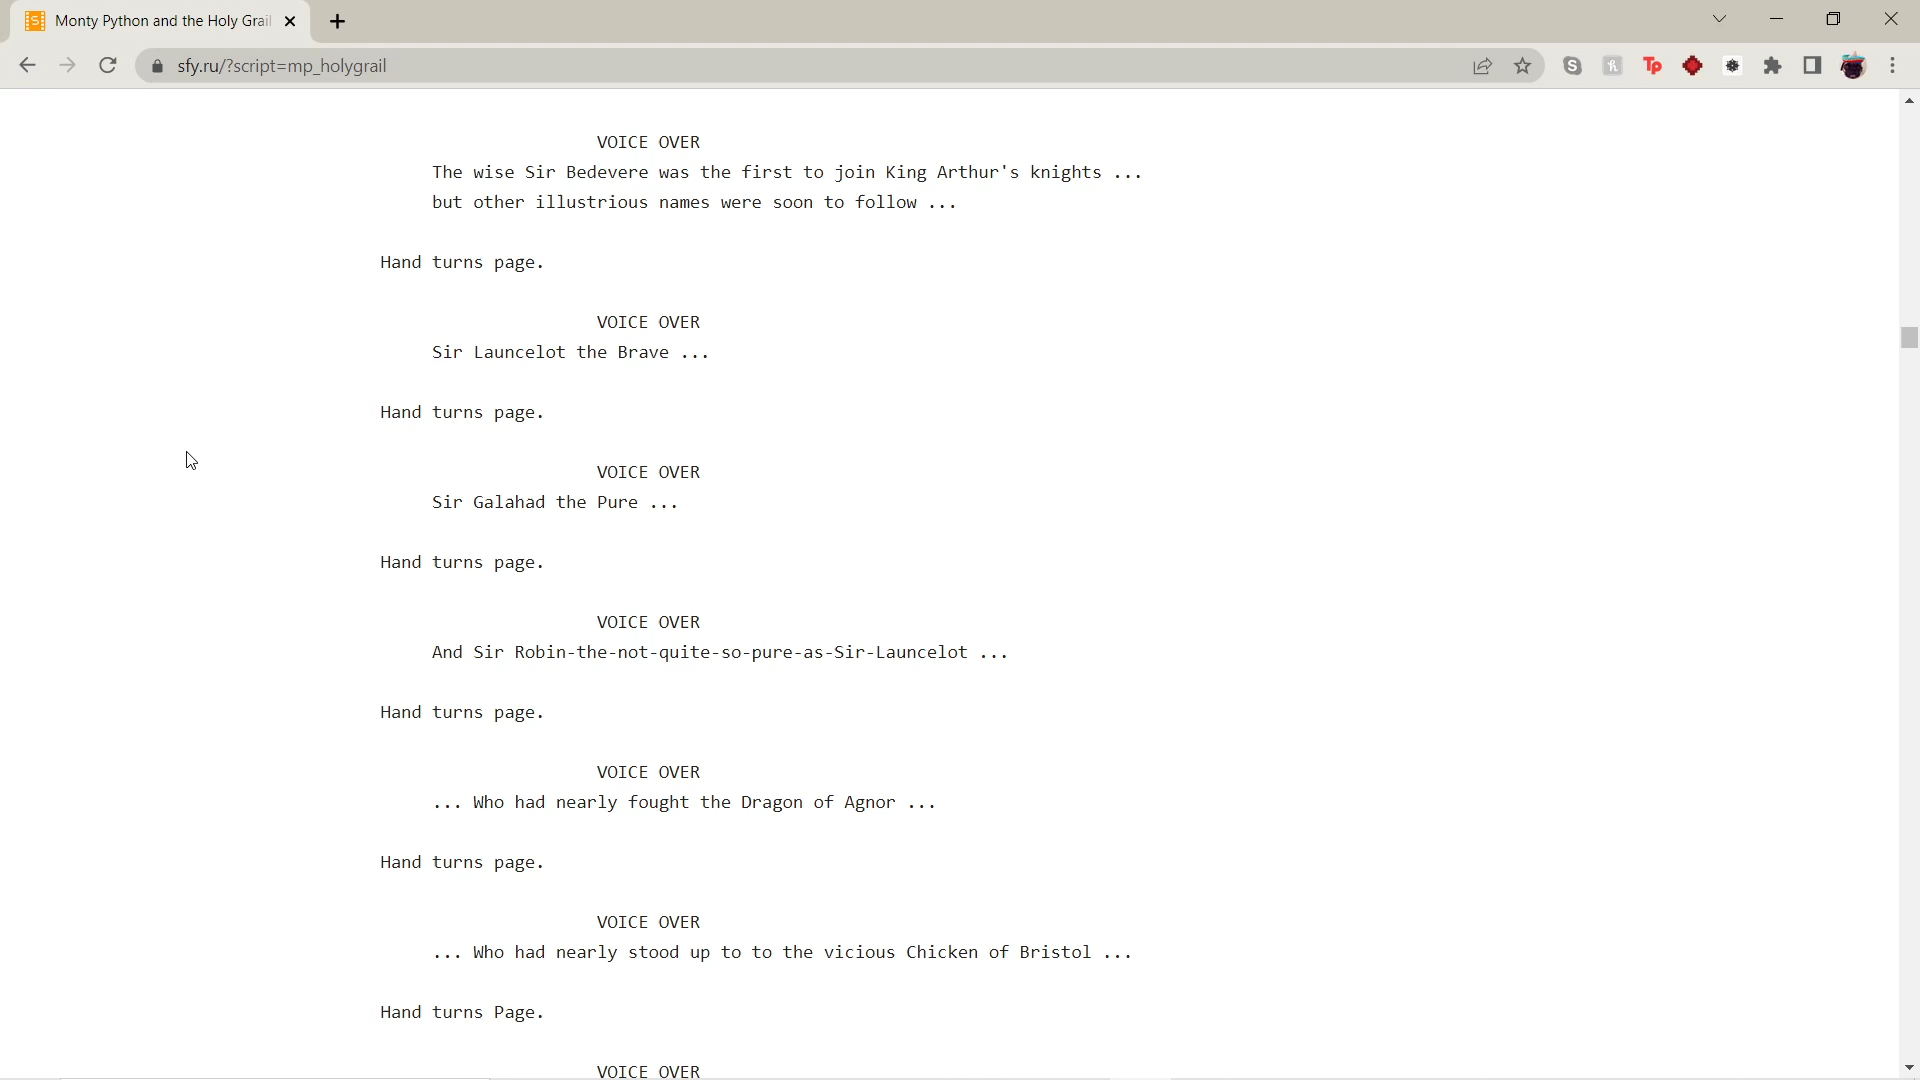 Monty Python and the Holy Grail
sfy.ru/?script=mp_holygrail
VOICE OVER
The wise Sir Bedevere was the first to join King Arthur's knights ...
but other illustrious names were soon to follow ...
Hand turns page.
VOICE OVER
Sir Launcelot the Brave ...
Hand turns page.
VOICE OVER
Sir Galahad the Pure ...
Hand turns page.
VOICE OVER
And Sir Robin-the-not-quite-so-pure-as-Sir-Launcelot ...
Hand turns page.
VOICE OVER
... Who had nearly fought the Dragon of Agnor ...
Hand turns page.
VOICE OVER
... Who had nearly stood up to to the vicious Chicken of Bristol ...
Hand turns Page.
VOICE OVER